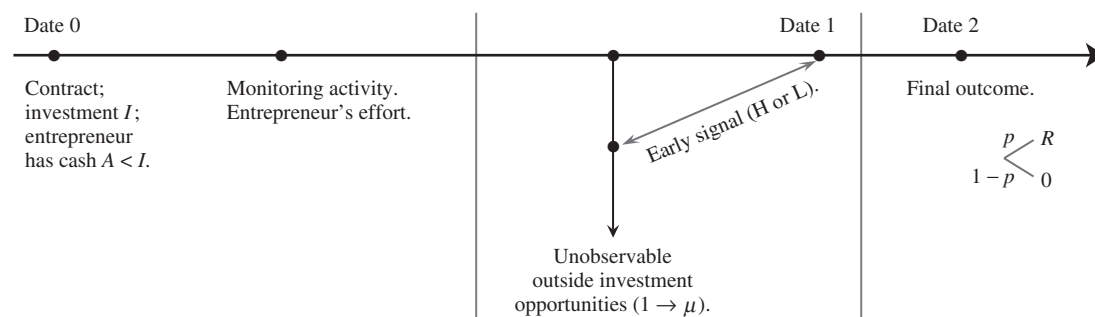 Date 0
Date 1
Date 2
Contract;
investment I;
entrepreneur
has cash A < I.
Monitoring activity.
Entrepreneur's effort.
Early signal (H or L).
Unobservable
outside investment
opportunities (1 → μ).
Final outcome.
p R
1 – p 0